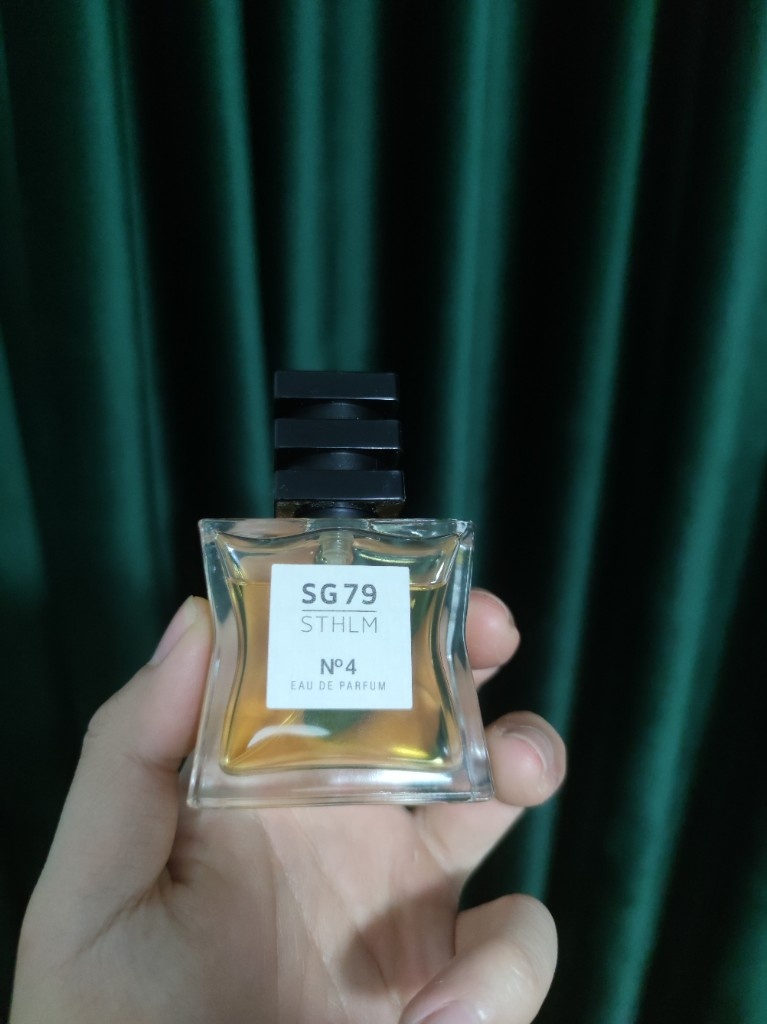 SG79
STHLM
Nº4
EAU DE PARFUM